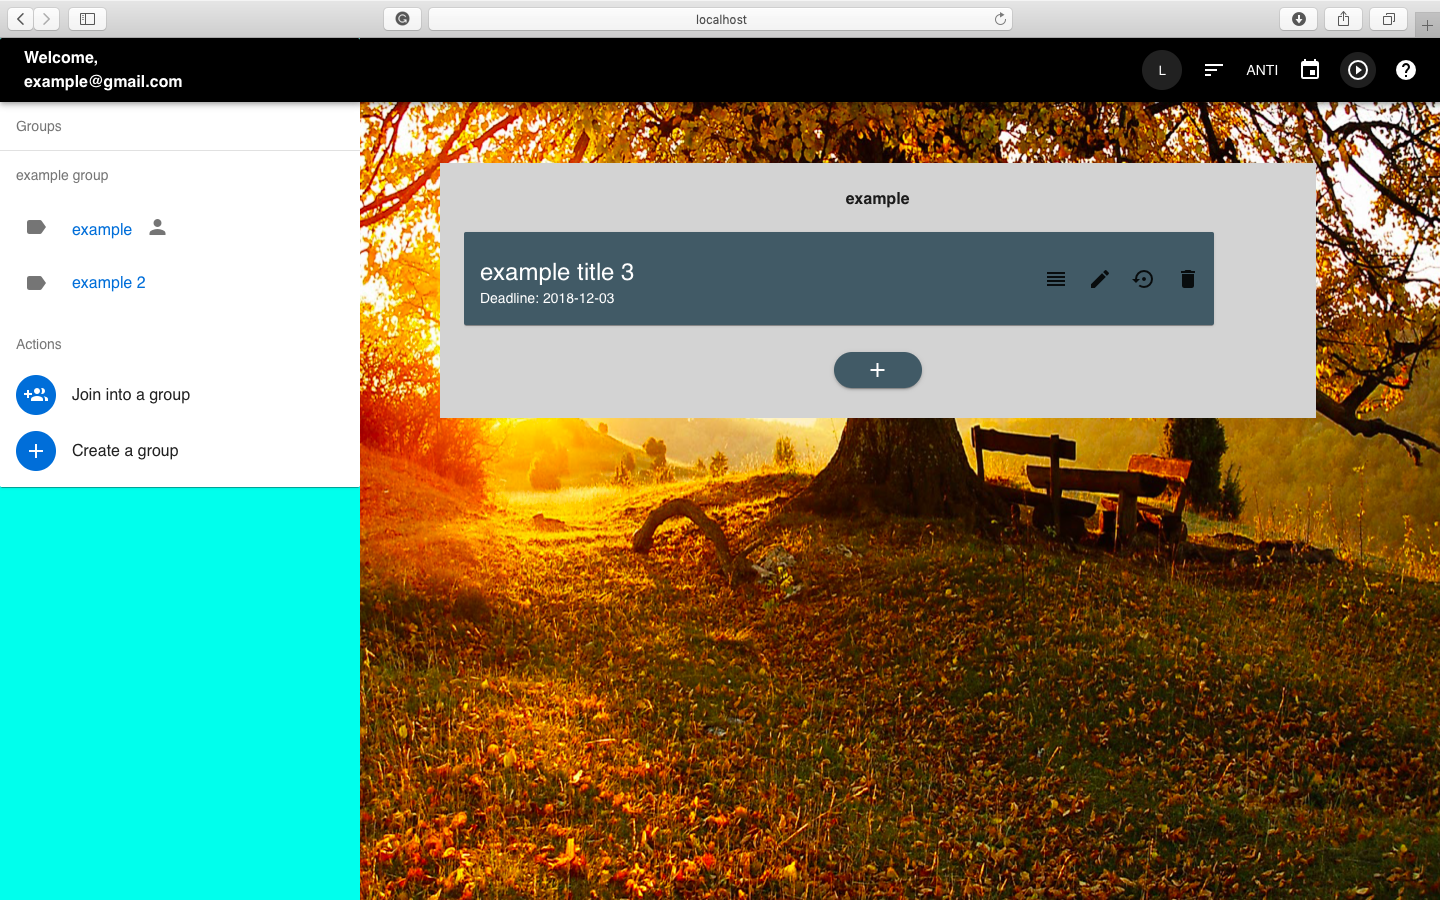 localhost
Welcome,
example@gmail.com
L
ANTI
Groups
example group
example
example 2
Actions
Join into a group
Create a group
example
example title 3
Deadline: 2018-12-03